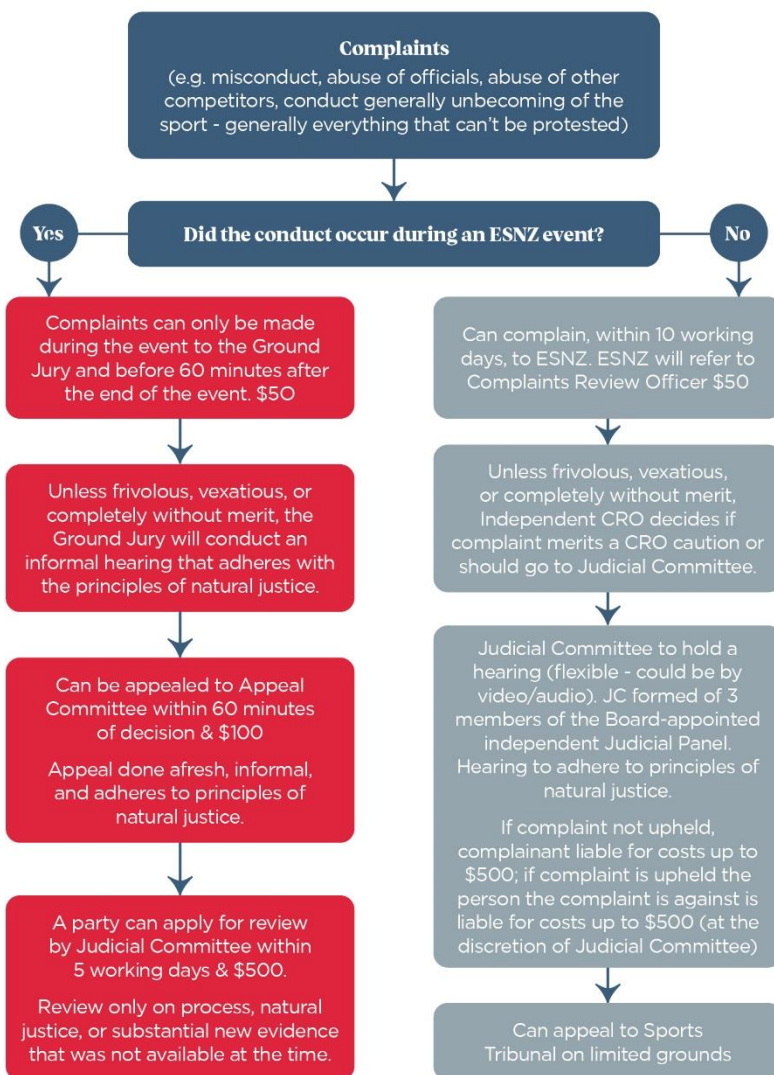 Complaints
(e.g. misconduct, abuse of officials, abuse of other
competitors, conduct generally unbecoming of the
sport - generally everything that can't be protested)
Yes
Did the conduct occur during an ESNZ event?
No
Complaints can only be made
during the event to the Ground
Jury and before 60 minutes after
the end of the event. $5O
Unless frivolous, vexatious, or
completely without merit, the
Ground Jury will conduct an
informal hearing that adheres with
the principles of natural justice.
Can be appealed to Appeal
Committee within 60 minutes
of decision & $100
Appeal done afresh, informal,
and adheres to principles of
natural justice.
A party can apply for review
by Judicial Committee within
5 working days & $500.
Review only on process, natural
justice, or substantial new evidence
that was not available at the time.
Can complain, within 10 working
days, to ESNZ. ESNZ will refer to
Complaints Review Officer $50
Unless frivolous, vexatious,
or completely without merit,
Independent CRO decides if
complaint merits a CRO caution or
should go to Judicial Committee.
Judicial Committee to hold a
hearing (flexible - could be by
video/audio). JC formed of 3
members of the Board-appointed
independent Judicial Panel.
Hearing to adhere to principles of
natural justice.
If complaint not upheld,
complainant liable for costs up to
$500; if complaint is upheld the
person the complaint is against is
liable for costs up to $500 (at the
discretion of Judicial Committee)
Can appeal to Sports
Tribunal on limited grounds